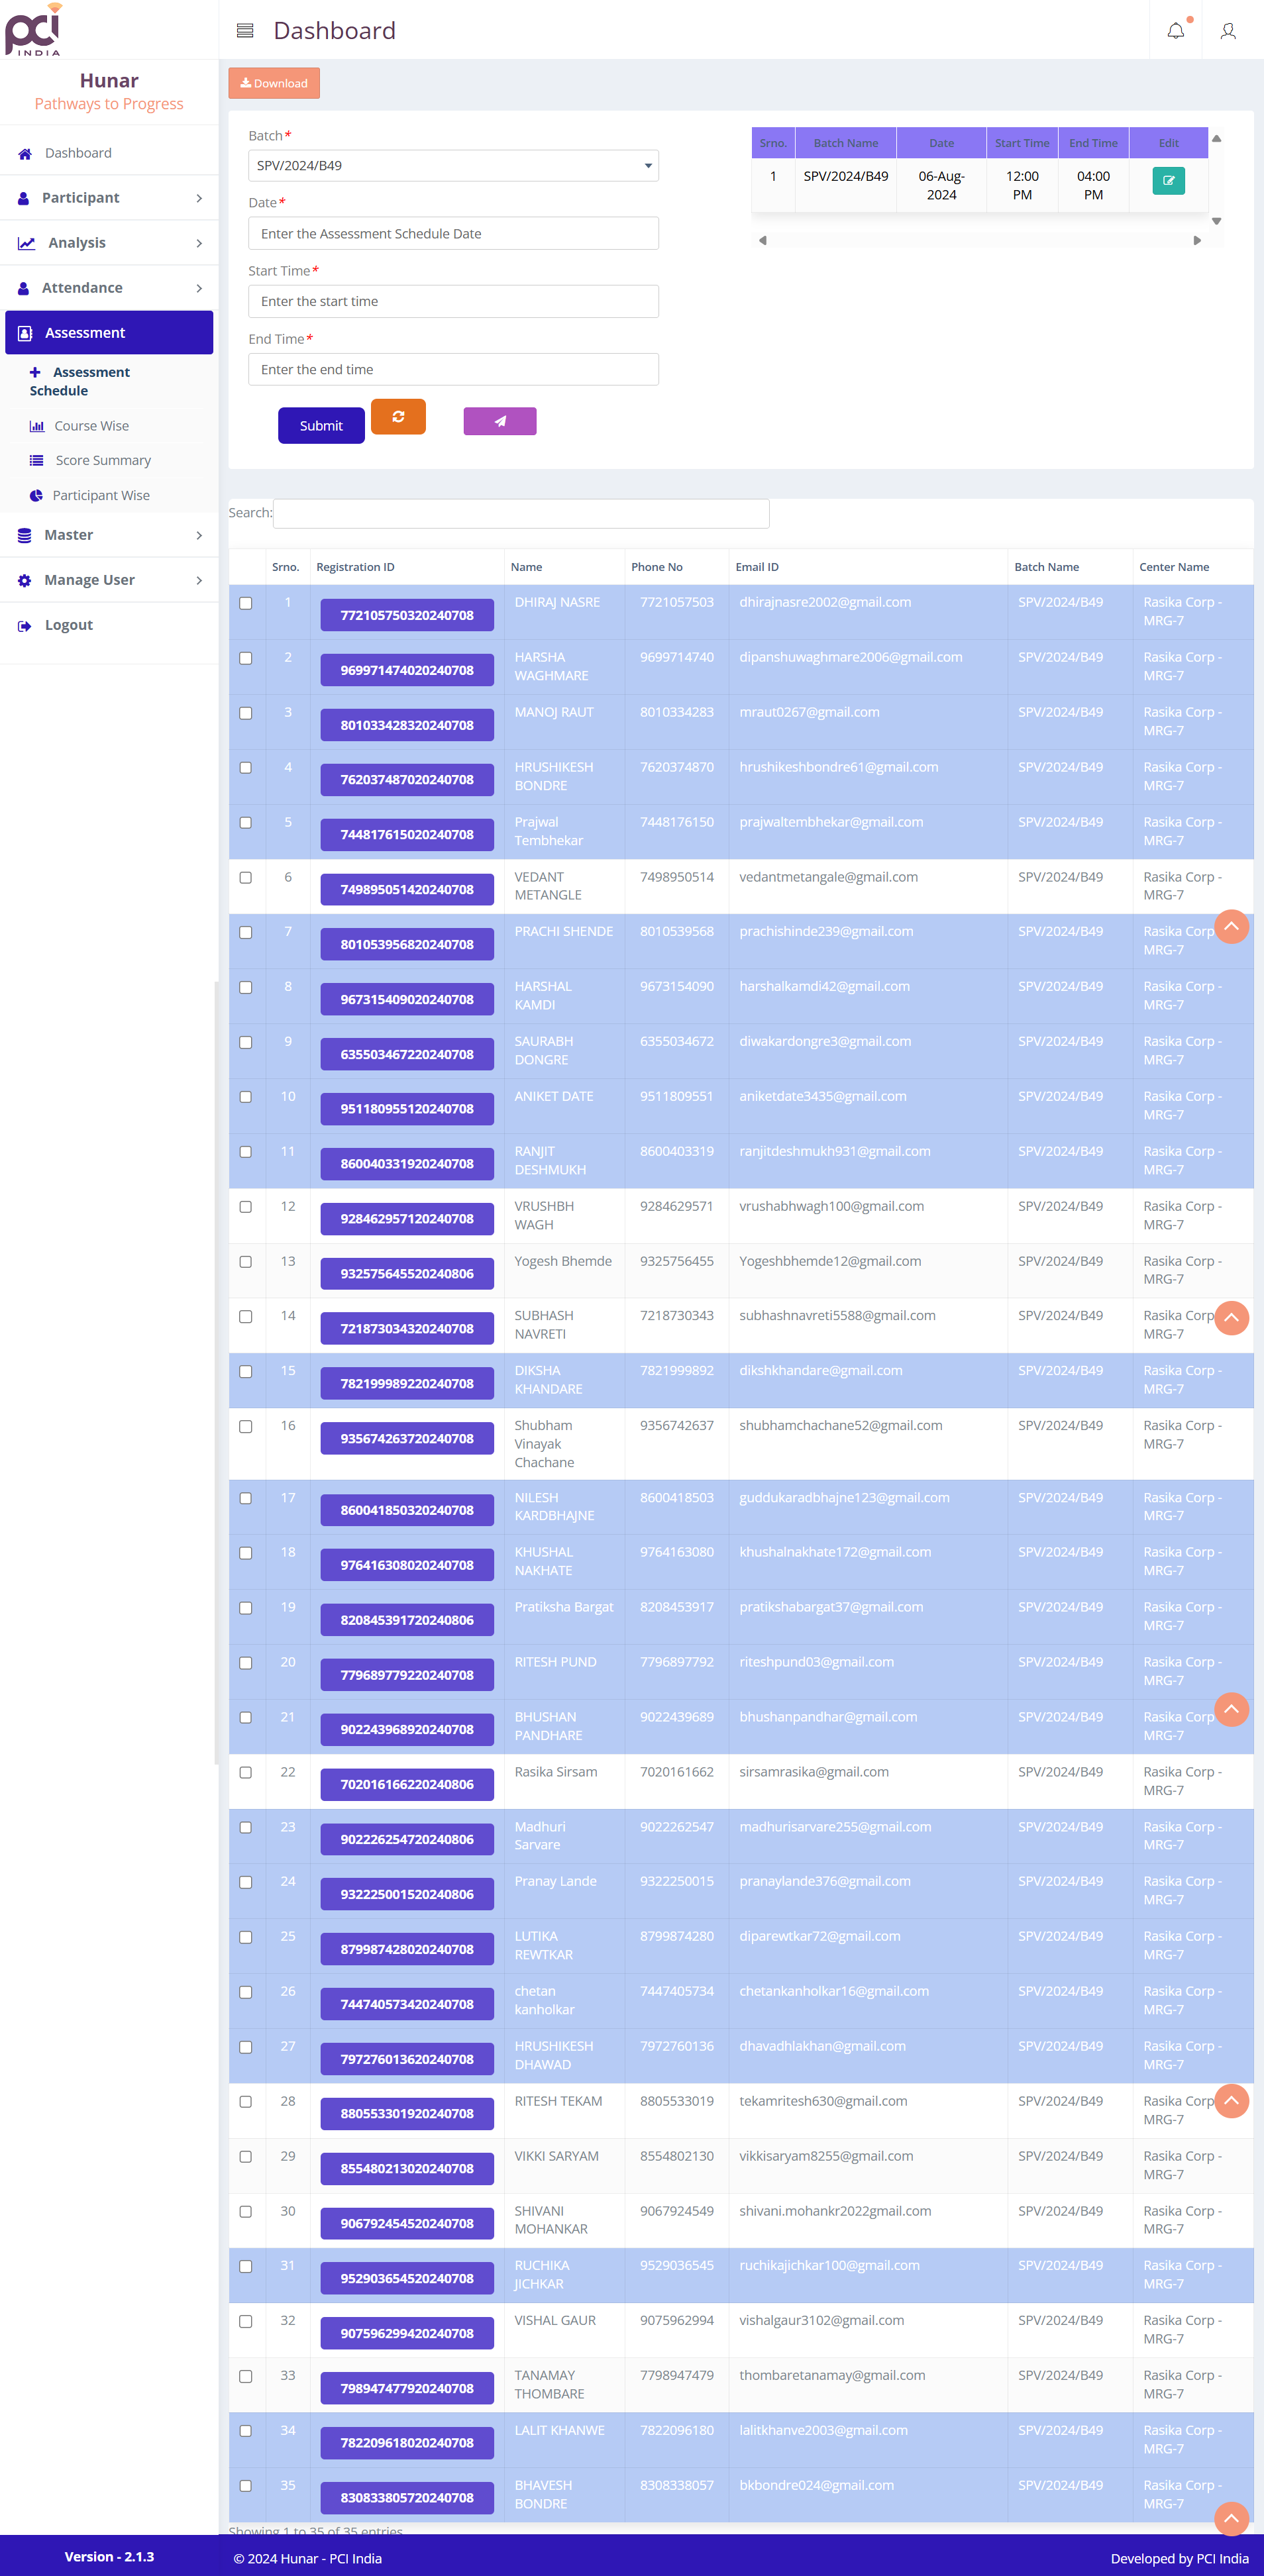 pci
INDIA
Dashboard
Hunar
Pathways to Progress
Dashboard
Participant
Analysis
Attendance
Assessment
Assessment
Schedule
Course Wise
Score Summary
Participant Wise
Master
Manage User
Logout
Download
Batch*
SPV/2024/B49
Date*
Enter the Assessment Schedule Date
Start Time*
Enter the start time
End Time*
Enter the end time
Submit
Srno. Batch Name Date Start Time End Time Edit
1 SPV/2024/B49 06-Aug-2024 12:00 PM 04:00 PM
Search:
Srno. Registration ID Name Phone No Email ID Batch Name Center Name
1 772105750320240708 DHIRAJ NASRE 7721057503 dhirajnasre2002@gmail.com SPV/2024/B49 Rasika Corp - MRG-7
2 969971474020240708 HARSHA WAGHMARE 9699714740 dipanshuwaghmare2006@gmail.com SPV/2024/B49 Rasika Corp - MRG-7
3 801033428320240708 MANOJ RAUT 8010334283 mraut0267@gmail.com SPV/2024/B49 Rasika Corp - MRG-7
4 762037487020240708 HRUSHIKESH BONDRE 7620374870 hrushikeshbondre61@gmail.com SPV/2024/B49 Rasika Corp - MRG-7
5 744817615020240708 Prajwal Tembhekar 7448176150 prajwaltembhekar@gmail.com SPV/2024/B49 Rasika Corp - MRG-7
6 749895051420240708 VEDANT METANGLE 7498950514 vedantmetangale@gmail.com SPV/2024/B49 Rasika Corp - MRG-7
7 801053956820240708 PRACHI SHENDE 8010539568 prachishinde239@gmail.com SPV/2024/B49 Rasika Corp MRG-7
8 967315409020240708 HARSHAL KAMDI 9673154090 harshalkamdi42@gmail.com SPV/2024/B49 Rasika Corp - MRG-7
9 635503467220240708 SAURABH DONGRE 6355034672 diwakardongre3@gmail.com SPV/2024/B49 Rasika Corp - MRG-7
10 951180955120240708 ANIKET DATE 9511809551 aniketdate3435@gmail.com SPV/2024/B49 Rasika Corp - MRG-7
11 860040331920240708 RANJIT DESHMUKH 8600403319 ranjitdeshmukh931@gmail.com SPV/2024/B49 Rasika Corp - MRG-7
12 928462957120240708 VRUSHBH WAGH 9284629571 vrushabhwagh100@gmail.com SPV/2024/B49 Rasika Corp - MRG-7
13 932575645520240806 Yogesh Bhemde 9325756455 Yogeshbhemde12@gmail.com SPV/2024/B49 Rasika Corp - MRG-7
14 721873034320240708 SUBHASH NAVRETI 7218730343 subhashnavreti5588@gmail.com SPV/2024/B49 Rasika Corp MRG-7
15 782199989220240708 DIKSHA KHANDARE 7821999892 dikshkhandare@gmail.com SPV/2024/B49 Rasika Corp - MRG-7
16 935674263720240708 Shubham Vinayak Chachane 9356742637 shubhamchachane52@gmail.com SPV/2024/B49 Rasika Corp - MRG-7
17 860041850320240708 NILESH KARDBHAJNE 8600418503 guddukaradbhajne123@gmail.com SPV/2024/B49 Rasika Corp - MRG-7
18 976416308020240708 KHUSHAL NAKHATE 9764163080 khushalnakhate172@gmail.com SPV/2024/B49 Rasika Corp - MRG-7
19 820845391720240806 Pratiksha Bargat 8208453917 pratikshabargat37@gmail.com SPV/2024/B49 Rasika Corp - MRG-7
20 779689779220240708 RITESH PUND 7796897792 riteshpund03@gmail.com SPV/2024/B49 Rasika Corp - MRG-7
21 902243968920240708 BHUSHAN PANDHARE 9022439689 bhushanpandhar@gmail.com SPV/2024/B49 Rasika Corp MRG-7
22 702016166220240806 Rasika Sirsam 7020161662 sirsamrasika@gmail.com SPV/2024/B49 Rasika Corp - MRG-7
23 902226254720240806 Madhuri Sarvare 9022262547 madhurisarvare255@gmail.com SPV/2024/B49 Rasika Corp - MRG-7
24 932225001520240806 Pranay Lande 9322250015 pranaylande376@gmail.com SPV/2024/B49 Rasika Corp - MRG-7
25 879987428020240708 LUTIKA REWTKAR 8799874280 diparewtkar72@gmail.com SPV/2024/B49 Rasika Corp - MRG-7
26 744740573420240708 chetan kanholkar 7447405734 chetankanholkar16@gmail.com SPV/2024/B49 Rasika Corp - MRG-7
27 797276013620240708 HRUSHIKESH DHAWAD 7972760136 dhavadhlakhan@gmail.com SPV/2024/B49 Rasika Corp - MRG-7
28 880553301920240708 RITESH TEKAM 8805533019 tekamritesh630@gmail.com SPV/2024/B49 Rasika Corp MRG-7
29 855480213020240708 VIKKI SARYAM 8554802130 vikkisaryam8255@gmail.com SPV/2024/B49 Rasika Corp - MRG-7
30 906792454520240708 SHIVANI MOHANKAR 9067924549 shivani.mohankr2022gmail.com SPV/2024/B49 Rasika Corp - MRG-7
31 952903654520240708 RUCHIKA JICHKAR 9529036545 ruchikajichkar100@gmail.com SPV/2024/B49 Rasika Corp - MRG-7
32 907596299420240708 VISHAL GAUR 9075962994 vishalgaur3102@gmail.com SPV/2024/B49 Rasika Corp - MRG-7
33 798947477920240708 TANAMAY THOMBARE 7798947479 thombaretanamay@gmail.com SPV/2024/B49 Rasika Corp - MRG-7
34 782209618020240708 LALIT KHANWE 7822096180 lalitkhanve2003@gmail.com SPV/2024/B49 Rasika Corp - MRG-7
35 830833805720240708 BHAVESH BONDRE 8308338057 bkbondre024@gmail.com SPV/2024/B49 Rasika Corp - MRG-7
Showing 1 to 35 of 35 entries
Version - 2.1.3
© 2024 Hunar - PCI India
Developed by PCI India